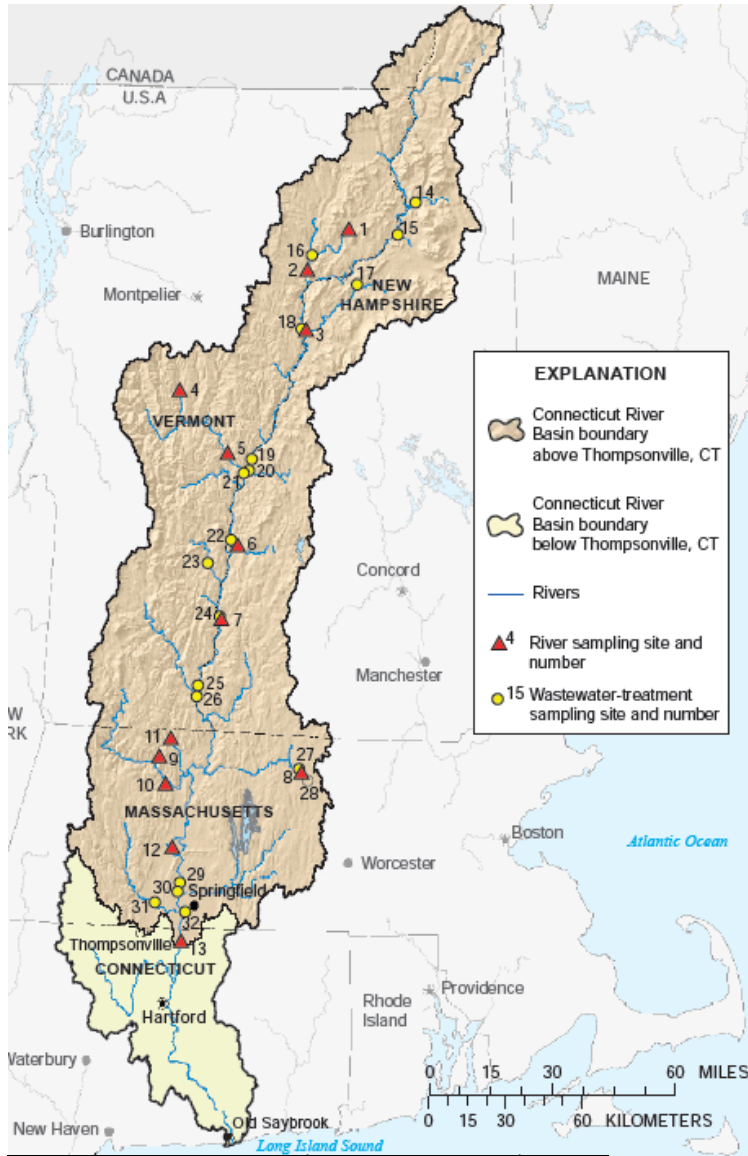 CANADA
U.S.A
14
1
15
Burlington
16
2
17
NEW
HAMPSHIRE
MAINE
Montpelier
18
3
EXPLANATION
Connecticut River
Basin boundary
above Thompsonville, CT
Connecticut River
Basin boundary
below Thompsonville, CT
Rivers
4
River sampling site and
number
15
Wastewater-treatment
sampling site and number
4
VERMONT
5
19
20
21
22
6
23
Concord
24
7
Manchester
25
26
W
RK
11
9
10
27
8
28
MASSACHUSETTS
Boston
Atlantic Ocean
12
Worcester
29
30
Springfield
31
32
Thompsonville
13
CONNECTICUT
Hartford
Rhode
Island
Providence
Waterbury
0 15 30 60 MILES
0 15 30 60 KILOMETERS
New Haven
Old Saybrook
Long Island Sound